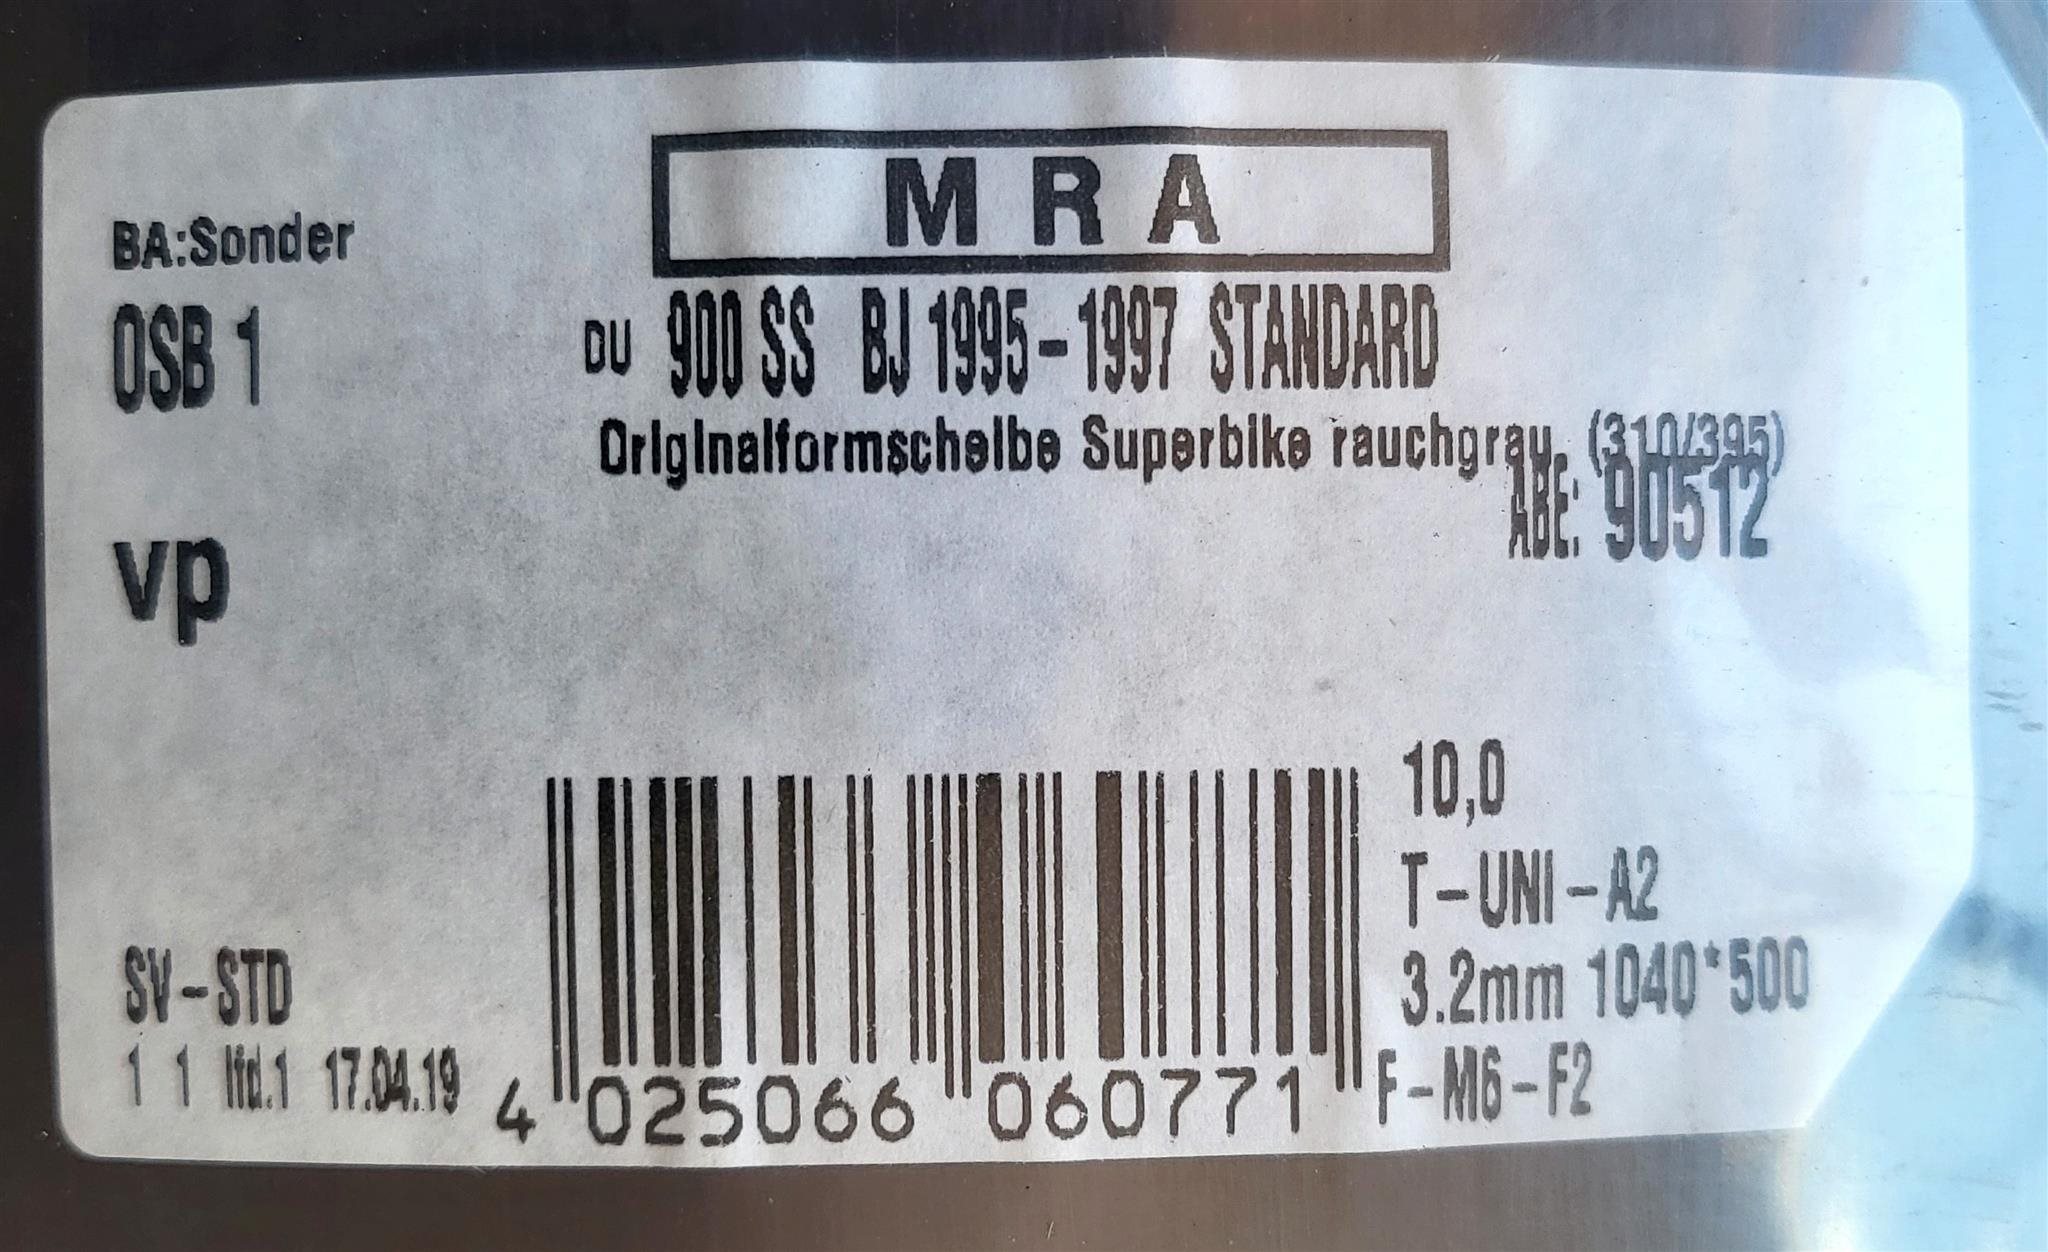 M R A
BA:Sonder
OSB 1
DU 900 SS BJ 1995-1997 STANDARD
Originalformscheibe Superbike rauchgrau (310/395)
ABE: 90512
vp
10,0
T-UNI-A2
3.2mm 1040*500
F-M6-F2
SV-STD
1 1 lfd.1 17.04.19
4 025066 060771